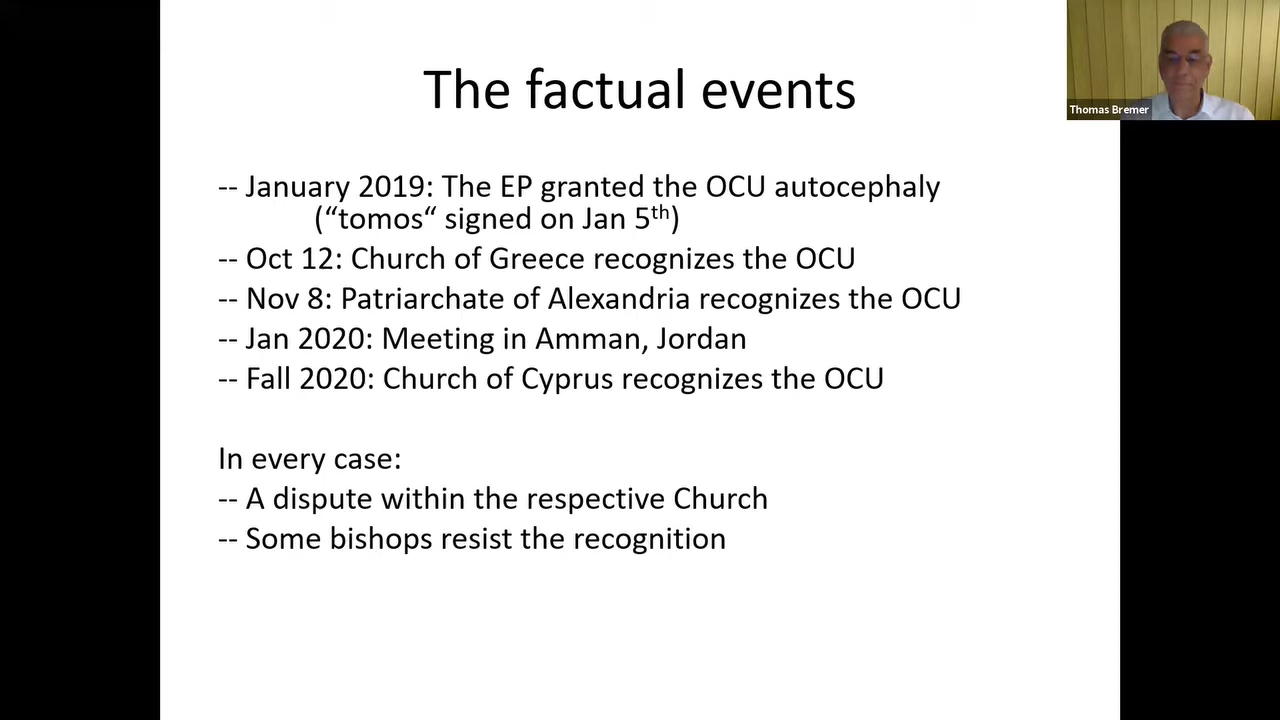 The factual events
Thomas Bremer
-- January 2019: The EP granted the OCU autocephaly
(“tomos“ signed on Jan 5th)
-- Oct 12: Church of Greece recognizes the OCU
-- Nov 8: Patriarchate of Alexandria recognizes the OCU
-- Jan 2020: Meeting in Amman, Jordan
-- Fall 2020: Church of Cyprus recognizes the OCU
In every case:
-- A dispute within the respective Church
-- Some bishops resist the recognition